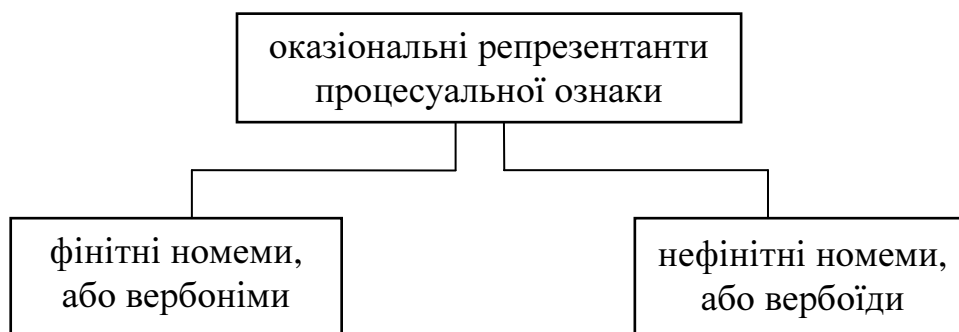 оказіональні репрезентанти
процесуальної ознаки
фінітні номеми,
або вербоніми
нефінітні номеми,
або вербоїди